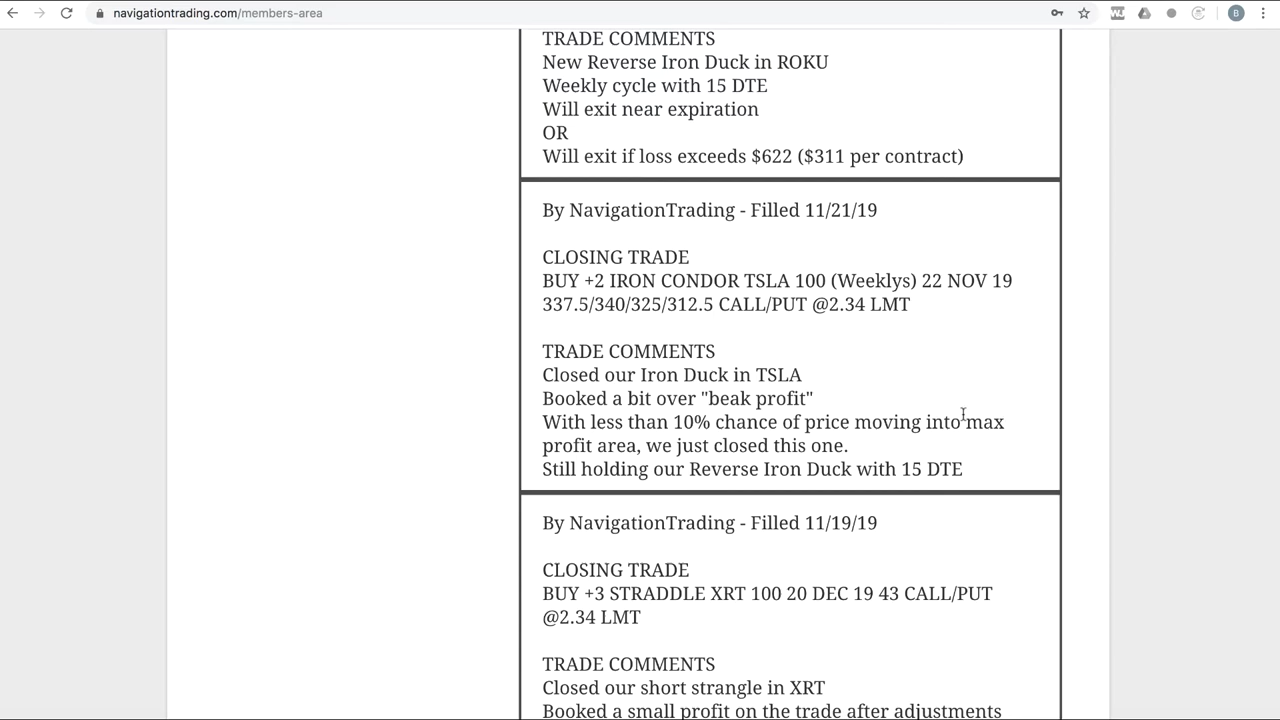 navigationtrading.com/members-area
B
TRADE COMMENTS
New Reverse Iron Duck in ROKU
Weekly cycle with 15 DTE
Will exit near expiration
OR
Will exit if loss exceeds $622 ($311 per contract)
By NavigationTrading - Filled 11/21/19
CLOSING TRADE
BUY +2 IRON CONDOR TSLA 100 (Weeklys) 22 NOV 19
337.5/340/325/312.5 CALL/PUT @2.34 LMT
TRADE COMMENTS
Closed our Iron Duck in TSLA
Booked a bit over "beak profit"
With less than 10% chance of price moving into max
profit area, we just closed this one.
Still holding our Reverse Iron Duck with 15 DTE
By NavigationTrading - Filled 11/19/19
CLOSING TRADE
BUY +3 STRADDLE XRT 100 20 DEC 19 43 CALL/PUT
@2.34 LMT
TRADE COMMENTS
Closed our short strangle in XRT
Booked a small profit on the trade after adjustments